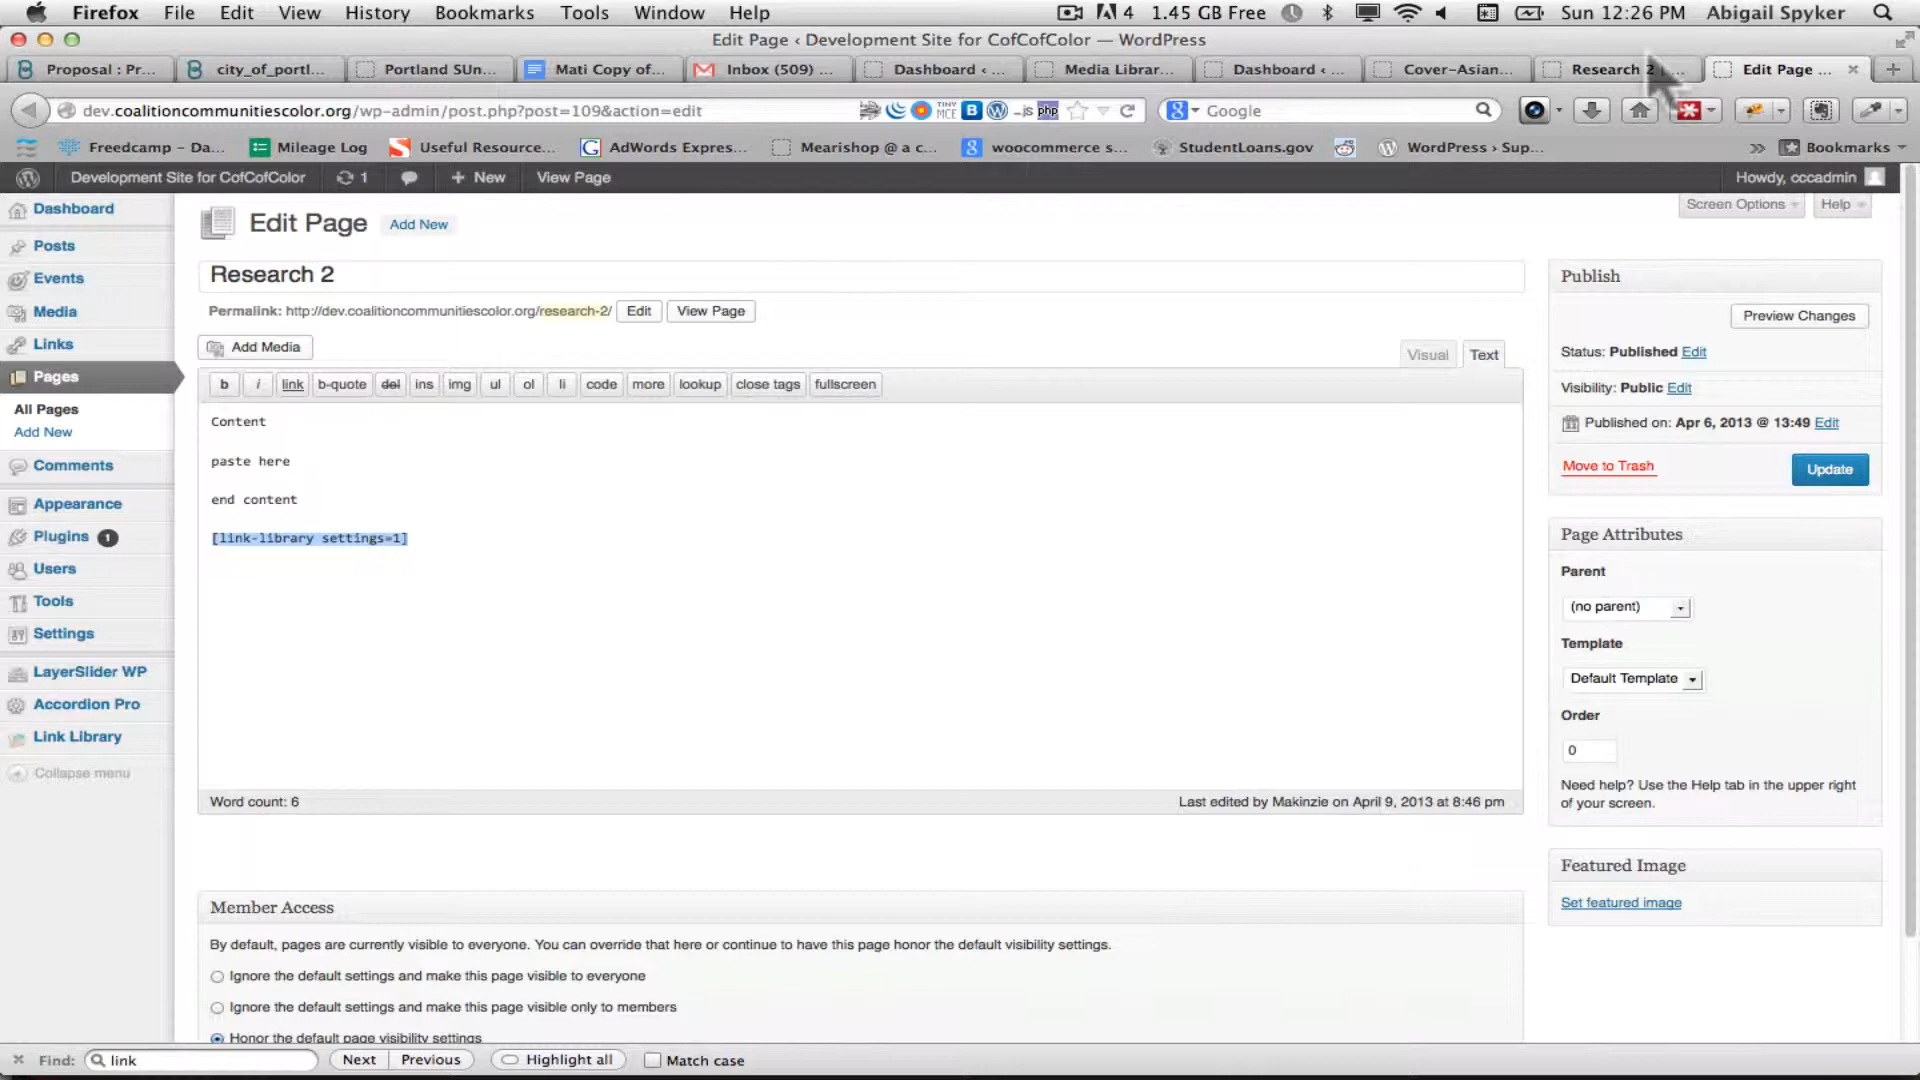 Firefox File Edit View History Bookmarks Tools Window Help 4 1.45 GB Free Sun 12:26 PM Abigail Spyker
Edit Page ‹ Development Site for CofCofColor — WordPress
Proposal : Pr... city_of_portl... Portland SUn... Mati Copy of... Inbox (509) ... Dashboard ‹ ... Media Librar... Dashboard ‹ ... Cover-Asian... Research 2 Edit Page ...
dev.coalitioncommunitiescolor.org/wp-admin/post.php?post=109&action=edit TINY MCE B .js php Google
Freedcamp - Da... Mileage Log Useful Resource... AdWords Expres... Mearishop @ a c... woocommerce s... StudentLoans.gov WordPress › Sup... Bookmarks
Development Site for CofCofColor 1 + New View Page Howdy, cccadmin
Screen Options Help
Dashboard
Posts
Events
Media
Links
Pages
All Pages
Add New
Comments
Appearance
Plugins 1
Users
Tools
Settings
LayerSlider WP
Accordion Pro
Link Library
Collapse menu
Edit Page Add New
Research 2
Permalink: http://dev.coalitioncommunitiescolor.org/research-2/ Edit View Page
Add Media
Visual Text
b i link b-quote del ins img ul ol li code more lookup close tags fullscreen
Content
paste here
end content
[link-library settings=1]
Word count: 6 Last edited by Makinzie on April 9, 2013 at 8:46 pm
Member Access
By default, pages are currently visible to everyone. You can override that here or continue to have this page honor the default visibility settings.
Ignore the default settings and make this page visible to everyone
Ignore the default settings and make this page visible only to members
Honor the default page visibility settings
Publish
Preview Changes
Status: Published Edit
Visibility: Public Edit
Published on: Apr 6, 2013 @ 13:49 Edit
Move to Trash Update
Page Attributes
Parent
(no parent)
Template
Default Template
Order
0
Need help? Use the Help tab in the upper right
of your screen.
Featured Image
Set featured image
Find: link Next Previous Highlight all Match case